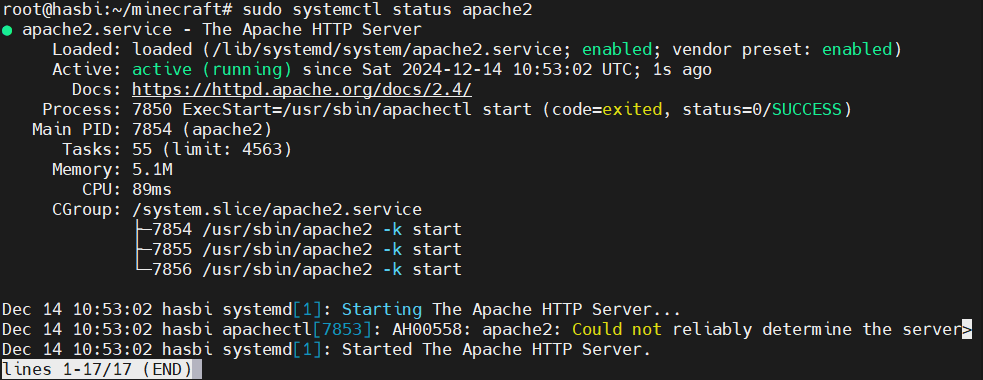 root@hasbi:~/minecraft# sudo systemctl status apache2
● apache2.service - The Apache HTTP Server
Loaded: loaded (/lib/systemd/system/apache2.service; enabled; vendor preset: enabled)
Active: active (running) since Sat 2024-12-14 10:53:02 UTC; 1s ago
Docs: https://httpd.apache.org/docs/2.4/
Process: 7850 ExecStart=/usr/sbin/apachectl start (code=exited, status=0/SUCCESS)
Main PID: 7854 (apache2)
Tasks: 55 (limit: 4563)
Memory: 5.1M
CPU: 89ms
CGroup: /system.slice/apache2.service
├─7854 /usr/sbin/apache2 -k start
├─7855 /usr/sbin/apache2 -k start
└─7856 /usr/sbin/apache2 -k start
Dec 14 10:53:02 hasbi systemd[1]: Starting The Apache HTTP Server...
Dec 14 10:53:02 hasbi apachectl[7853]: AH00558: apache2: Could not reliably determine the server>
Dec 14 10:53:02 hasbi systemd[1]: Started The Apache HTTP Server.
lines 1-17/17 (END)